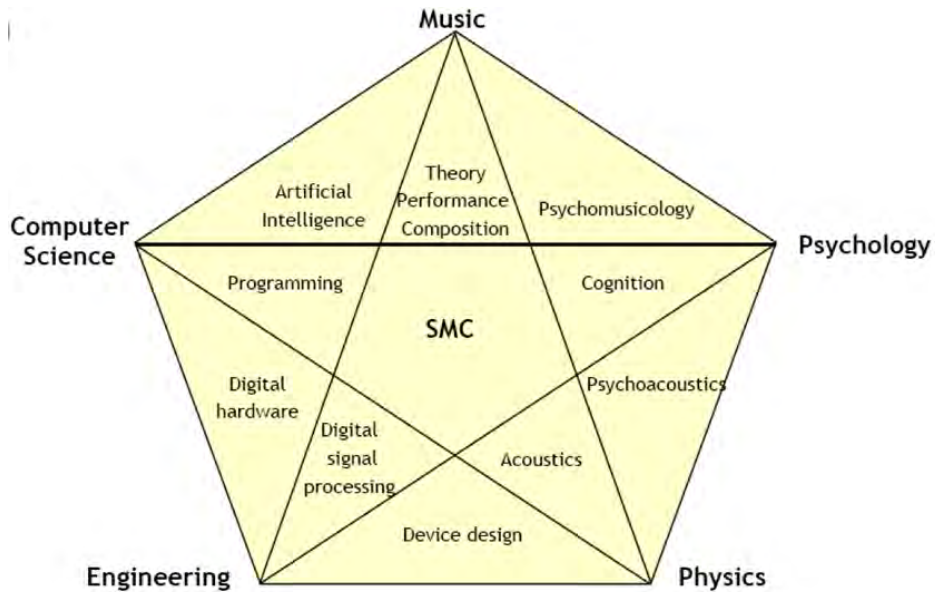 Music
Theory
Performance
Composition
Artificial
Intelligence
Psychomusicology
Computer
Science
Psychology
Programming
Cognition
SMC
Digital
hardware
Psychoacoustics
Digital
signal
processing
Acoustics
Device design
Engineering
Physics